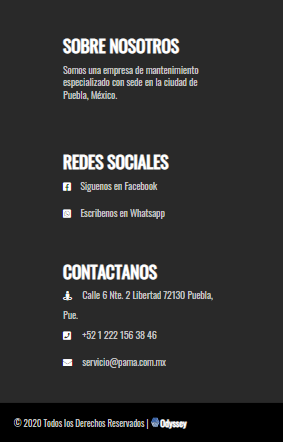 SOBRE NOSOTROS
Somos una empresa de mantenimiento
especializado con sede en la ciudad de
Puebla, México.
REDES SOCIALES
Siguenos en Facebook
Escribenos en Whatsapp
CONTACTANOS
Calle 6 Nte. 2 Libertad 72130 Puebla,
Pue.
+52 1 222 156 38 46
servicio@pama.com.mx
© 2020 Todos los Derechos Reservados | Odyssey